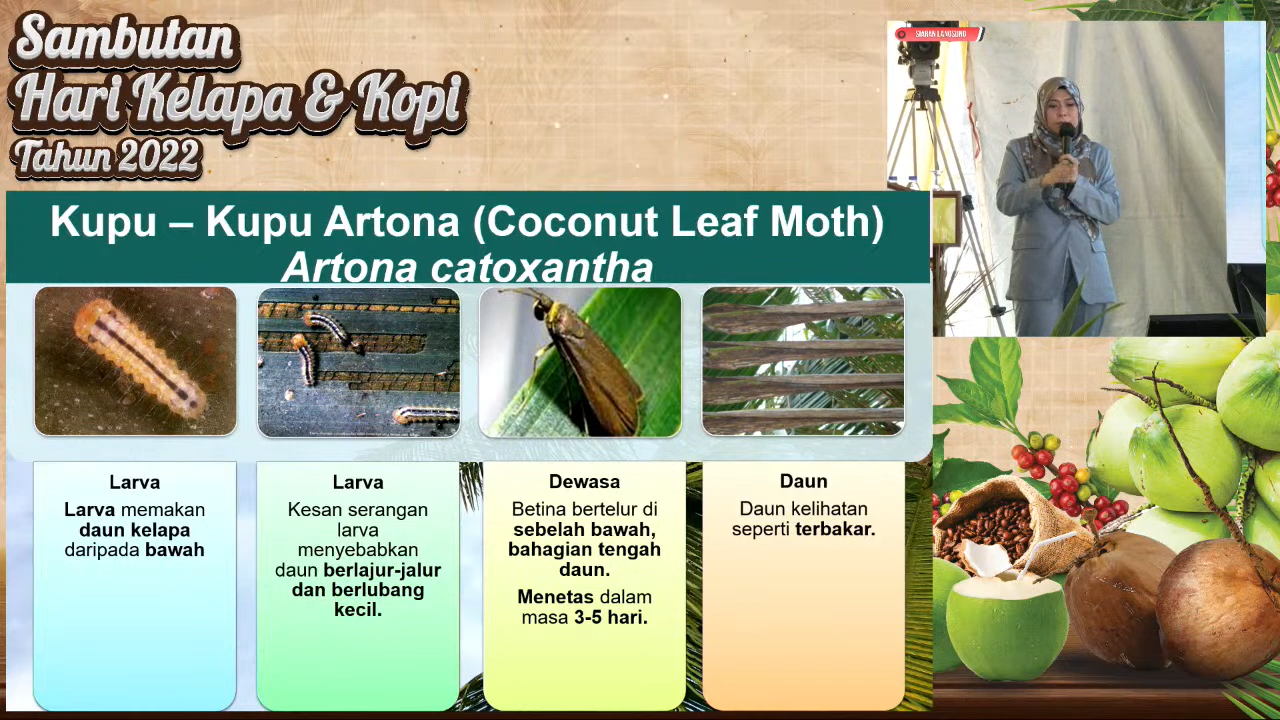 Sambutan
Hari Kelapa & Kopi
Tahun 2022
SIARAN LANGSUNG
Kupu – Kupu Artona (Coconut Leaf Moth)
Artona catoxantha
Larva
Larva memakan
daun kelapa
daripada bawah
Larva
Kesan serangan
larva
menyebabkan
daun berlajur-jalur
dan berlubang
kecil.
Dewasa
Betina bertelur di
sebelah bawah,
bahagian tengah
daun.
Menetas dalam
masa 3-5 hari.
Daun
Daun kelihatan
seperti terbakar.